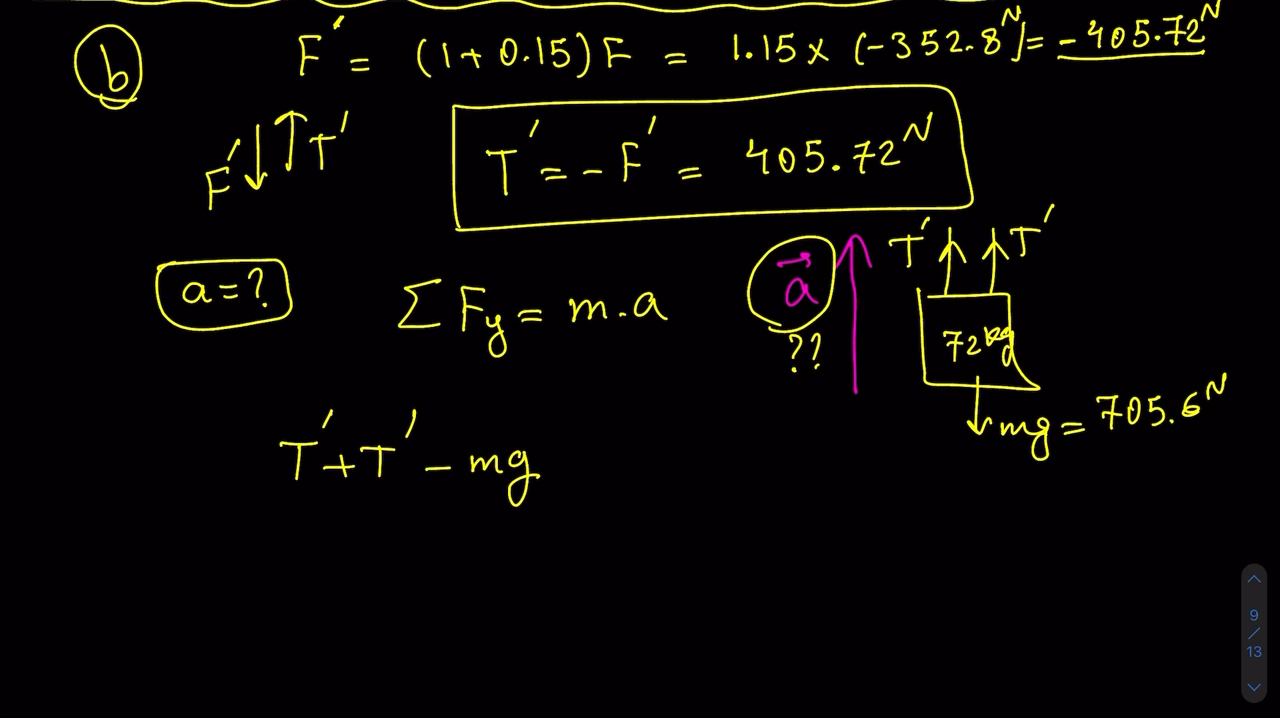 b F' = (1 + 0.15) F = 1.15 × (-352.8 N) = -405.72 N
F' T'
T' = - F' = 405.72 N
T' T'
a = ? Σ Fy = m.a a
72 kg
??
mg = 705.6 N
T' + T' - mg
9
/
13